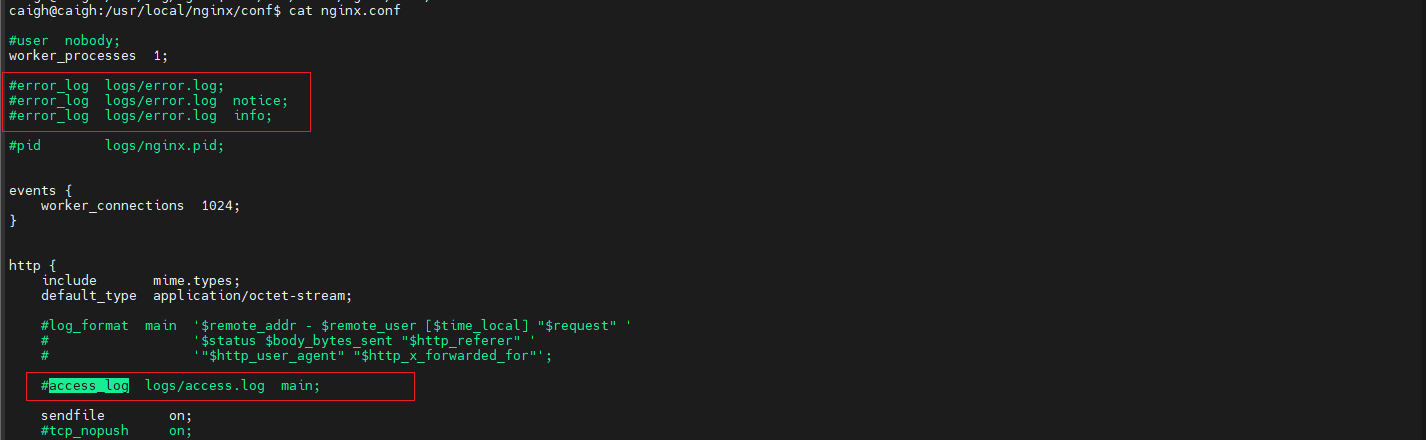 caigh@caigh:/usr/local/nginx/conf$ cat nginx.conf
#user  nobody;
worker_processes  1;
#error_log  logs/error.log;
#error_log  logs/error.log  notice;
#error_log  logs/error.log  info;
#pid        logs/nginx.pid;
events {
    worker_connections  1024;
}
http {
    include       mime.types;
    default_type  application/octet-stream;
    #log_format  main  '$remote_addr - $remote_user [$time_local] "$request" '
    #                  '$status $body_bytes_sent "$http_referer" '
    #                  '"$http_user_agent" "$http_x_forwarded_for"';
    #access_log  logs/access.log  main;
    sendfile        on;
    #tcp_nopush     on;